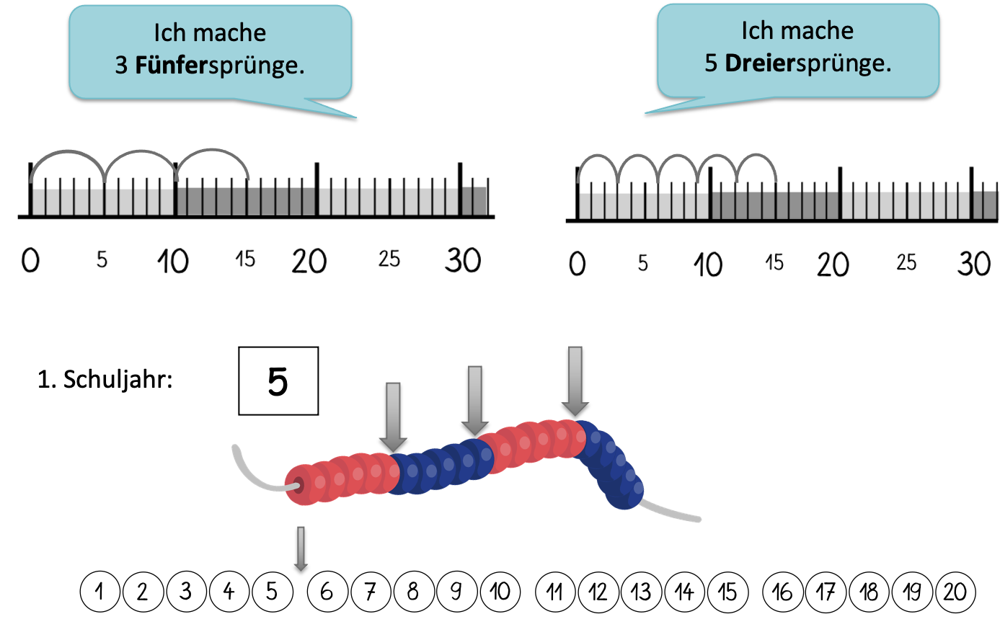 Ich mache
3 Fünfersprünge.
Ich mache
5 Dreiersprünge.
0 5 10 15 20 25 30
0 5 10 15 20 25 30
1. Schuljahr:
5
1 2 3 4 5 6 7 8 9 10 11 12 13 14 15 16 17 18 19 20